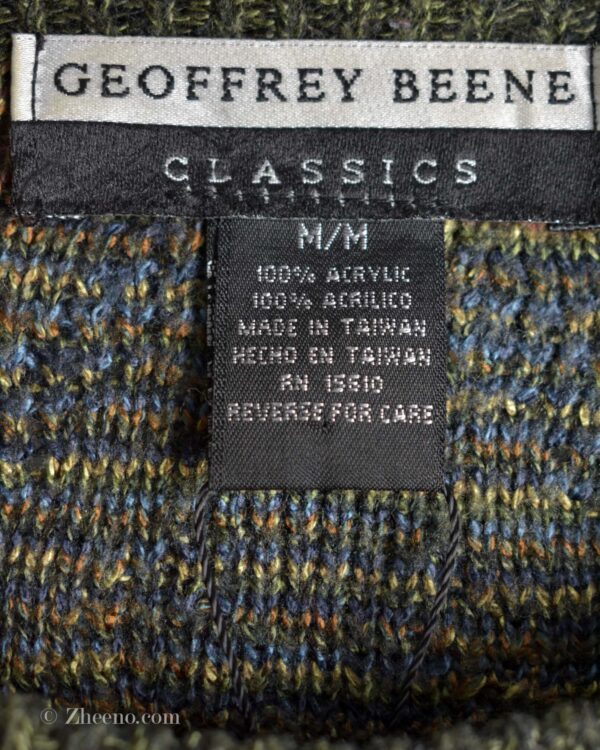 GEOFFREY BEENE
CLASSICS
M/M
100% ACRYLIC
100% ACRILICO
MADE IN TAIWAN
HECHO EN TAIWAN
RN 15610
REVERSE FOR CARE
© Zheeno.com